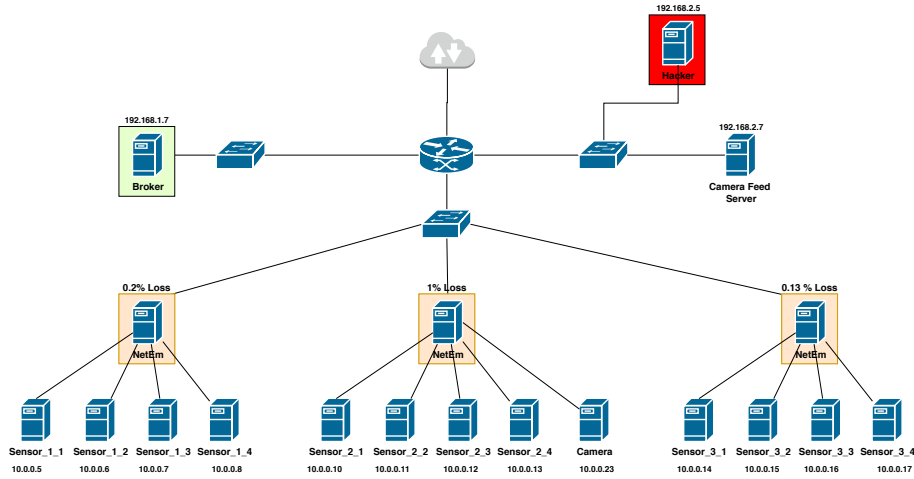 192.168.2.5
Hacker
192.168.1.7
Broker
192.168.2.7
Camera Feed
Server
0.2% Loss
1% Loss
0.13 % Loss
NetEm
NetEm
NetEm
Sensor_1_1
Sensor_1_2
Sensor_1_3
Sensor_1_4
Sensor_2_1
Sensor_2_2
Sensor_2_3
Sensor_2_4
Camera
Sensor_3_1
Sensor_3_2
Sensor_3_3
Sensor_3_4
10.0.0.5
10.0.0.6
10.0.0.7
10.0.0.8
10.0.0.10
10.0.0.11
10.0.0.12
10.0.0.13
10.0.0.23
10.0.0.14
10.0.0.15
10.0.0.16
10.0.0.17